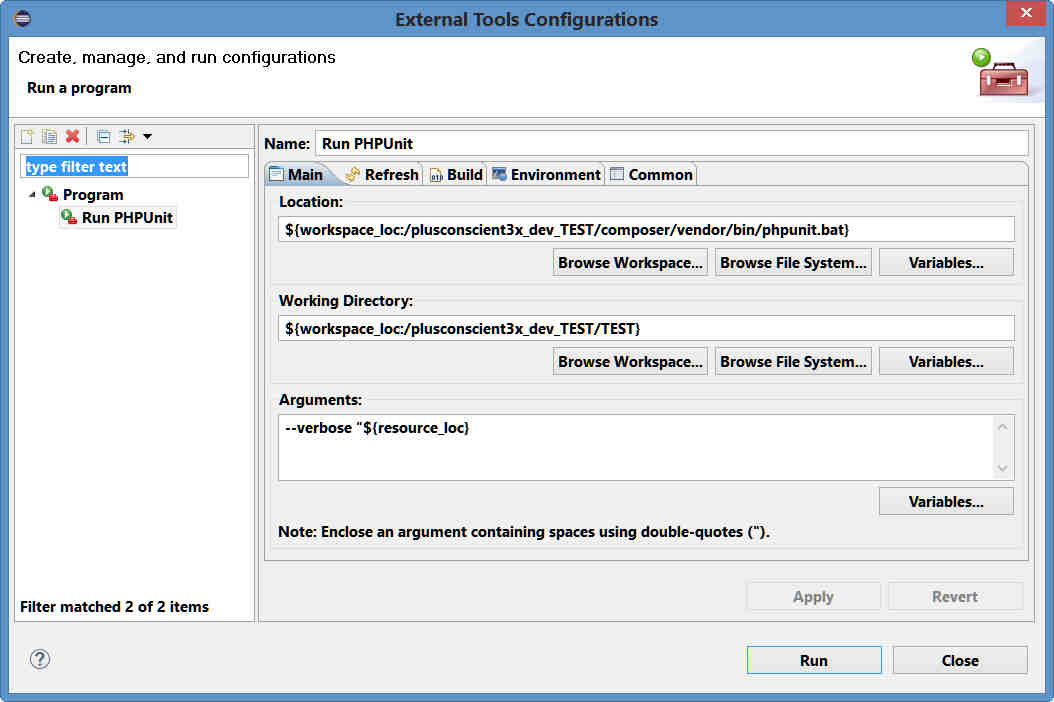 External Tools Configurations
Create, manage, and run configurations
Run a program
type filter text
Program
Run PHPUnit
Filter matched 2 of 2 items
Name: Run PHPUnit
Main Refresh Build Environment Common
Location:
${workspace_loc:/plusconscient3x_dev_TEST/composer/vendor/bin/phpunit.bat}
Browse Workspace... Browse File System... Variables...
Working Directory:
${workspace_loc:/plusconscient3x_dev_TEST/TEST}
Browse Workspace... Browse File System... Variables...
Arguments:
--verbose "${resource_loc}
Variables...
Note: Enclose an argument containing spaces using double-quotes (").
Apply Revert
Run Close